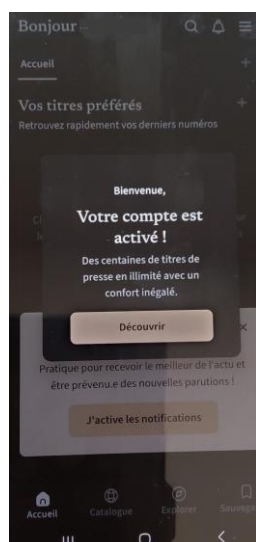 Bonjour
Accueil
+
Vos titres préférés
+
Retrouvez rapidement vos derniers numéros
Bienvenue,
Votre compte est
activé !
Des centaines de titres de
presse en illimité avec un
confort inégalé.
Découvrir
×
Pratique pour recevoir le meilleur de l'actu et
être prévenu.e des nouvelles parutions !
J'active les notifications
Accueil
Catalogue
Explorer